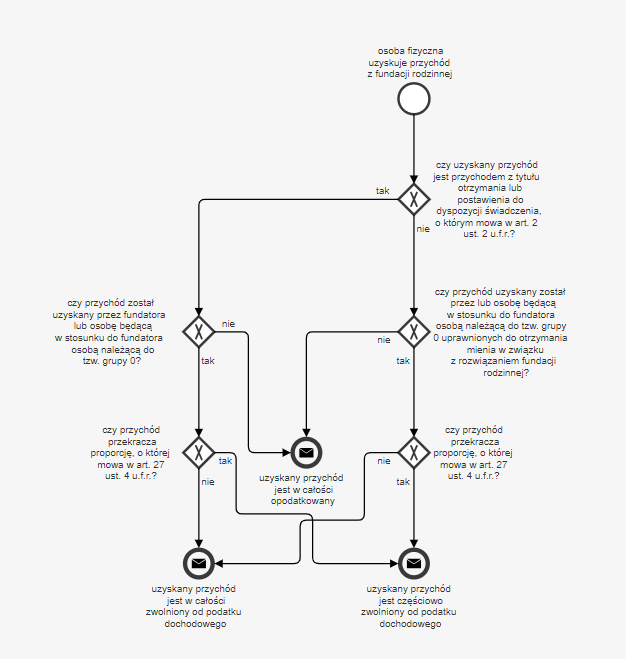 osoba fizyczna
uzyskuje przychód
z fundacji rodzinnej
czy uzyskany przychód
jest przychodem z tytułu
otrzymania lub
postawienia do
dyspozycji świadczenia,
o którym mowa w art. 2
ust. 2 u.f.r.?
tak
nie
czy przychód został
uzyskany przez fundatora
lub osobę będącą
w stosunku do fundatora
osobą należącą do
tzw. grupy 0?
nie
tak
czy przychód uzyskany został
przez lub osobę będącą
w stosunku do fundatora
osobą należącą do tzw. grupy
0 uprawnionych do otrzymania
mienia w związku
z rozwiązaniem fundacji
rodzinnej?
nie
tak
czy przychód
przekracza
proporcję, o której
mowa w art. 27
ust. 4 u.f.r.?
tak
nie
uzyskany przychód
jest w całości
opodatkowany
czy przychód
przekracza
proporcję, o której
mowa w art. 27
ust. 4 u.f.r.?
nie
tak
uzyskany przychód
jest w całości
zwolniony od podatku
dochodowego
uzyskany przychód
jest częściowo
zwolniony od podatku
dochodowego